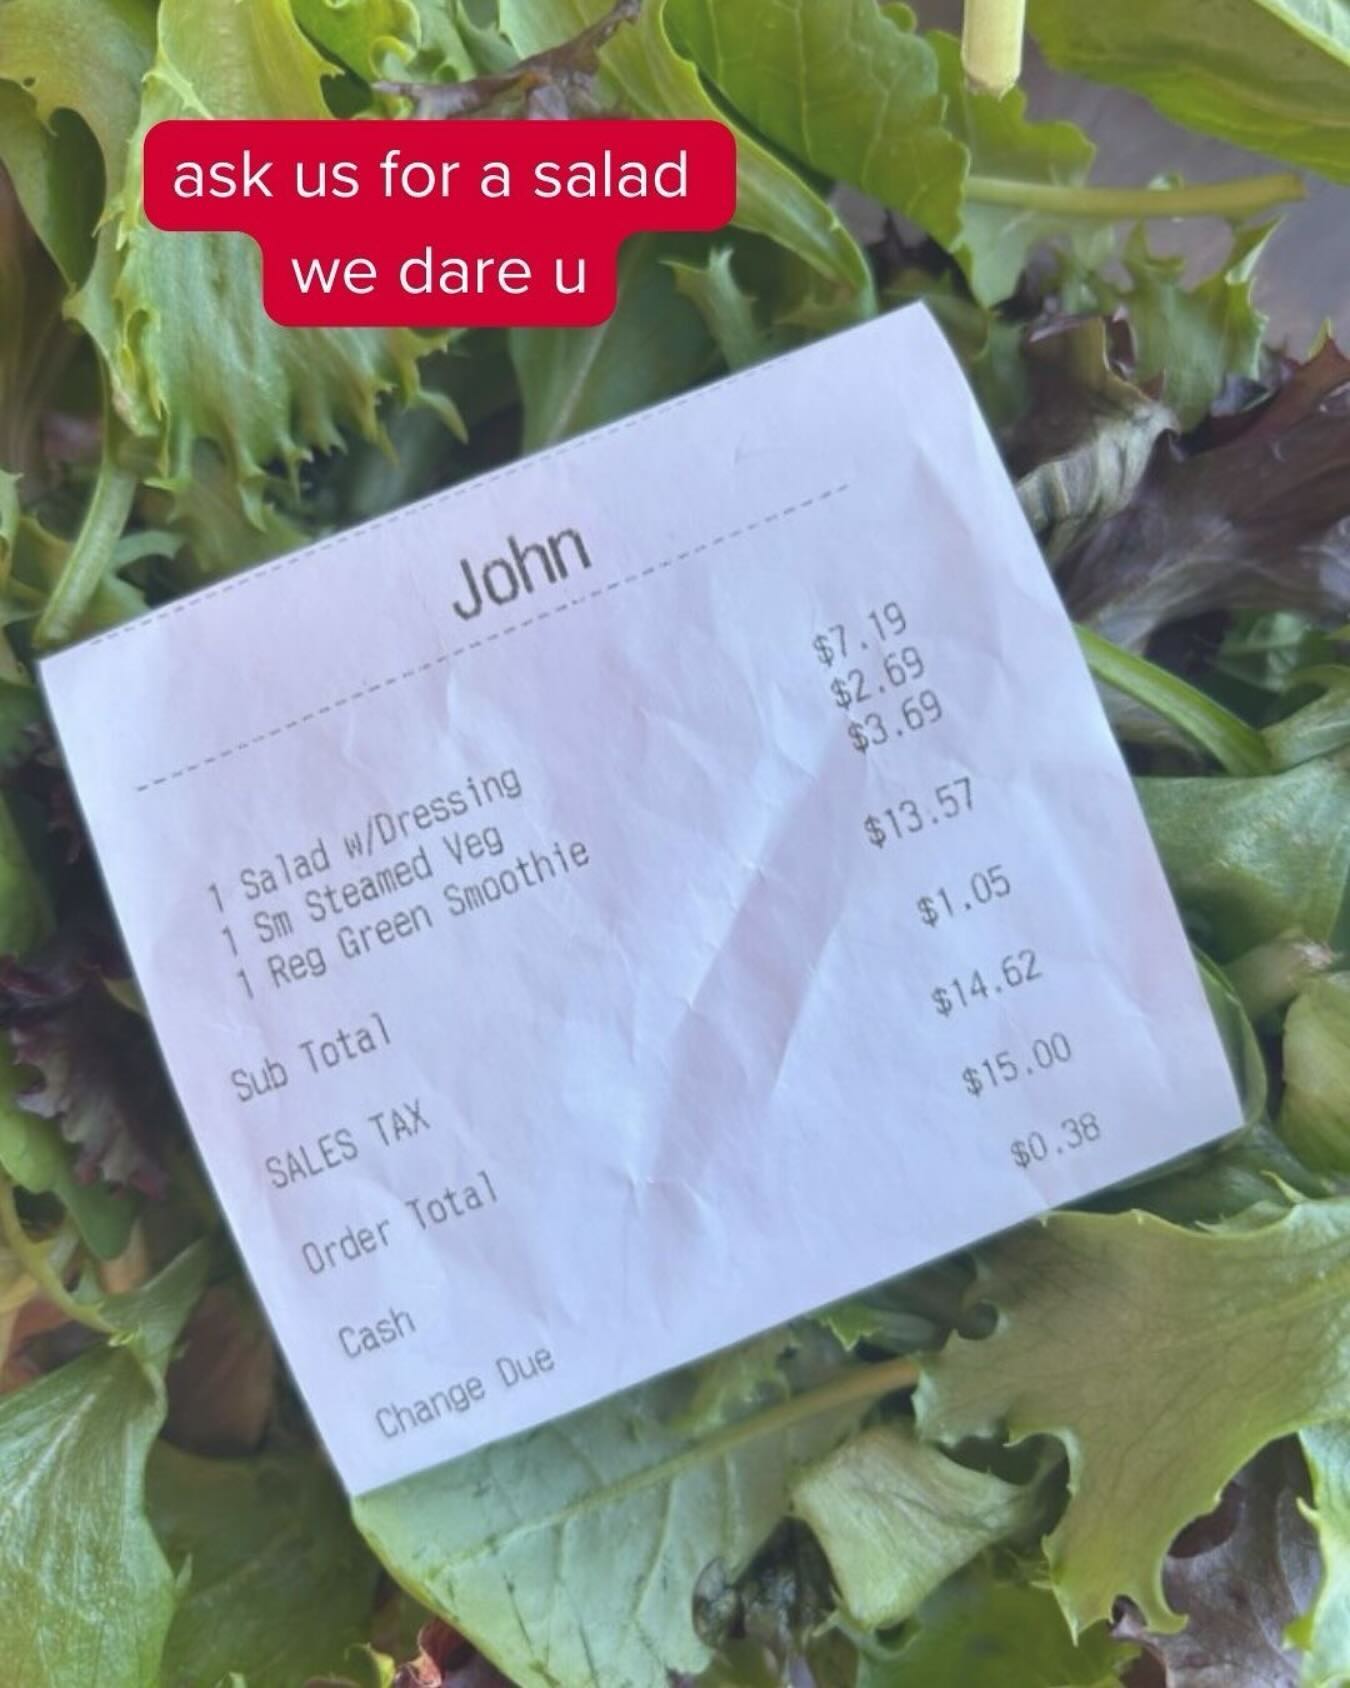 ask us for a salad
we dare u
John
1 Salad w/Dressing $7.19
1 Sm Steamed Veg $2.69
1 Reg Green Smoothie $3.69
Sub Total $13.57
SALES TAX $1.05
Order Total $14.62
Cash $15.00
Change Due $0.38